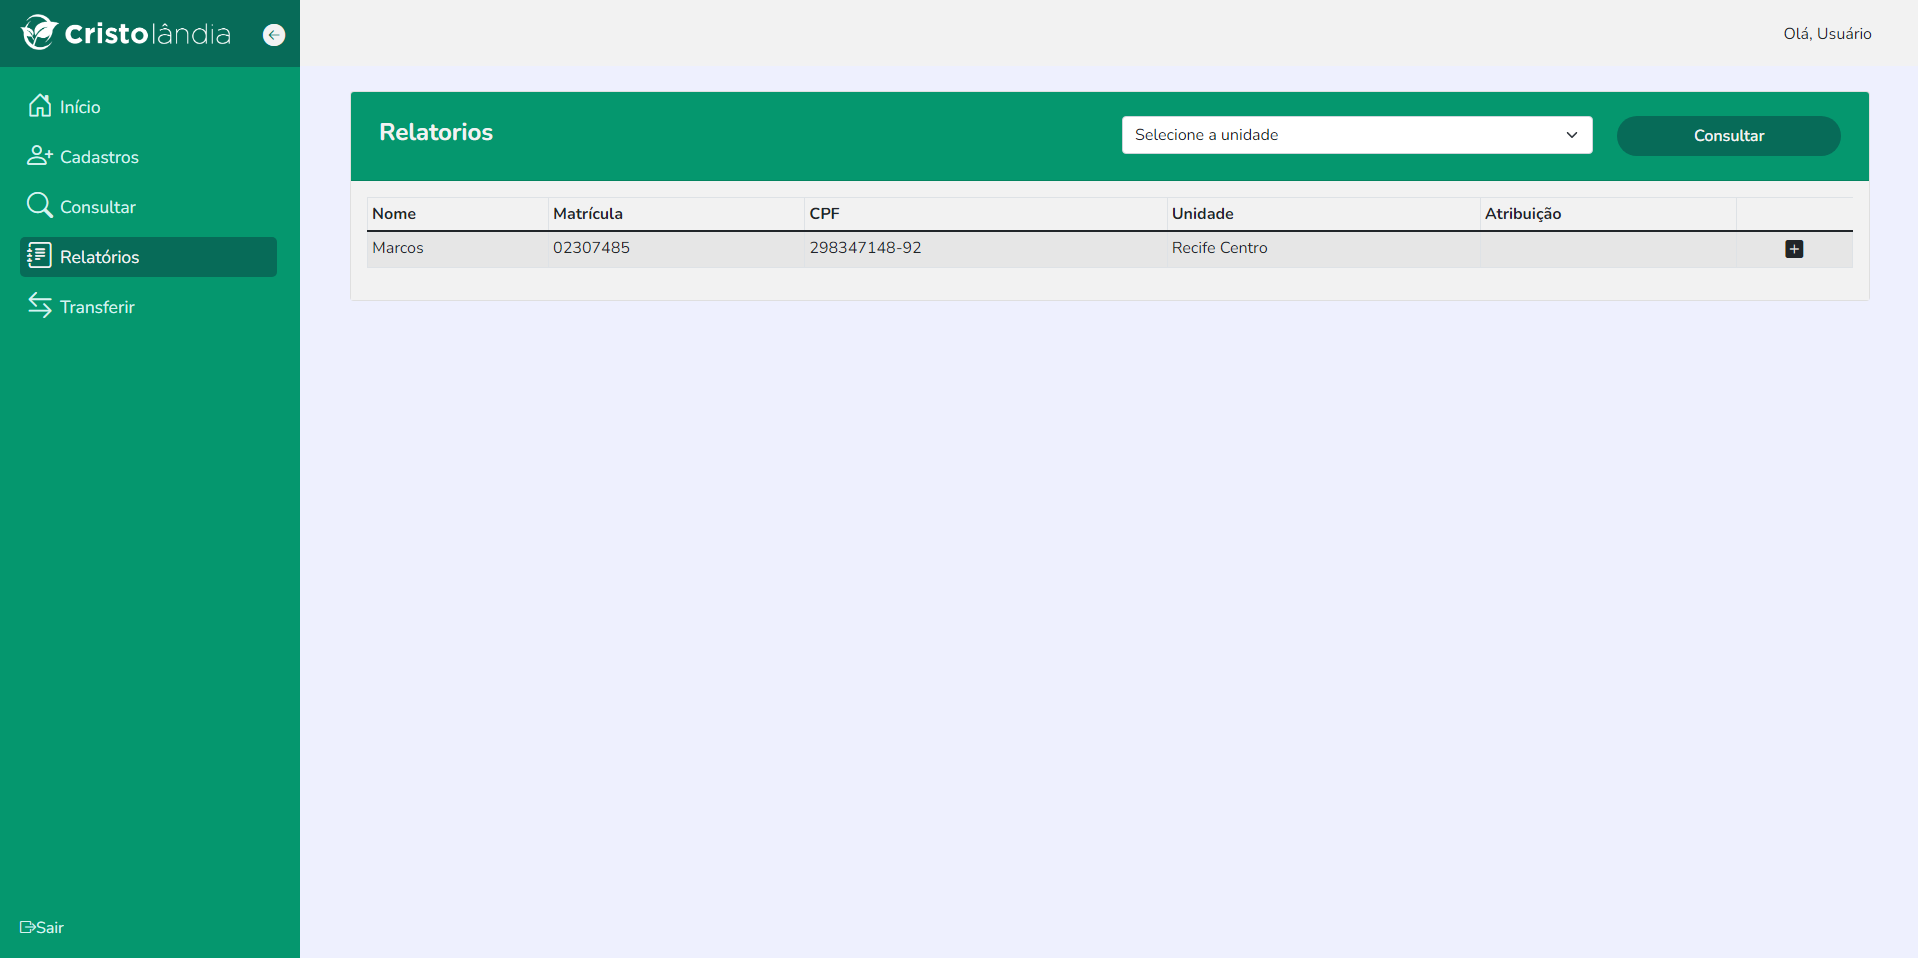 cristolândia
Olá, Usuário
Início
Cadastros
Consultar
Relatórios
Transferir
Sair
Relatorios
Selecione a unidade
Consultar
Nome Matrícula CPF Unidade Atribuição
Marcos 02307485 298347148-92 Recife Centro